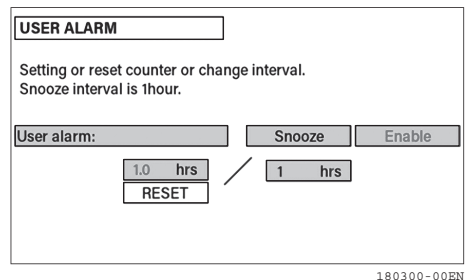 USER ALARM
Setting or reset counter or change interval.
Snooze interval is 1hour.
User alarm: Snooze Enable
1.0 hrs / 1 hrs
RESET
180300-00EN